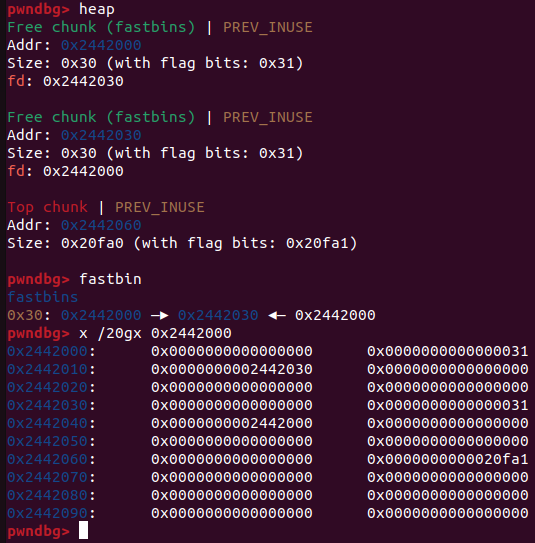 pwndbg> heap
Free chunk (fastbins) | PREV_INUSE
Addr: 0x2442000
Size: 0x30 (with flag bits: 0x31)
fd: 0x2442030
Free chunk (fastbins) | PREV_INUSE
Addr: 0x2442030
Size: 0x30 (with flag bits: 0x31)
fd: 0x2442000
Top chunk | PREV_INUSE
Addr: 0x2442060
Size: 0x20fa0 (with flag bits: 0x20fa1)
pwndbg> fastbin
fastbins
0x30: 0x2442000 —▸ 0x2442030 ◂— 0x2442000
pwndbg> x /20gx 0x2442000
0x2442000: 0x0000000000000000 0x0000000000000031
0x2442010: 0x0000000002442030 0x0000000000000000
0x2442020: 0x0000000000000000 0x0000000000000000
0x2442030: 0x0000000000000000 0x0000000000000031
0x2442040: 0x0000000002442000 0x0000000000000000
0x2442050: 0x0000000000000000 0x0000000000000000
0x2442060: 0x0000000000000000 0x0000000000020fa1
0x2442070: 0x0000000000000000 0x0000000000000000
0x2442080: 0x0000000000000000 0x0000000000000000
0x2442090: 0x0000000000000000 0x0000000000000000
pwndbg>